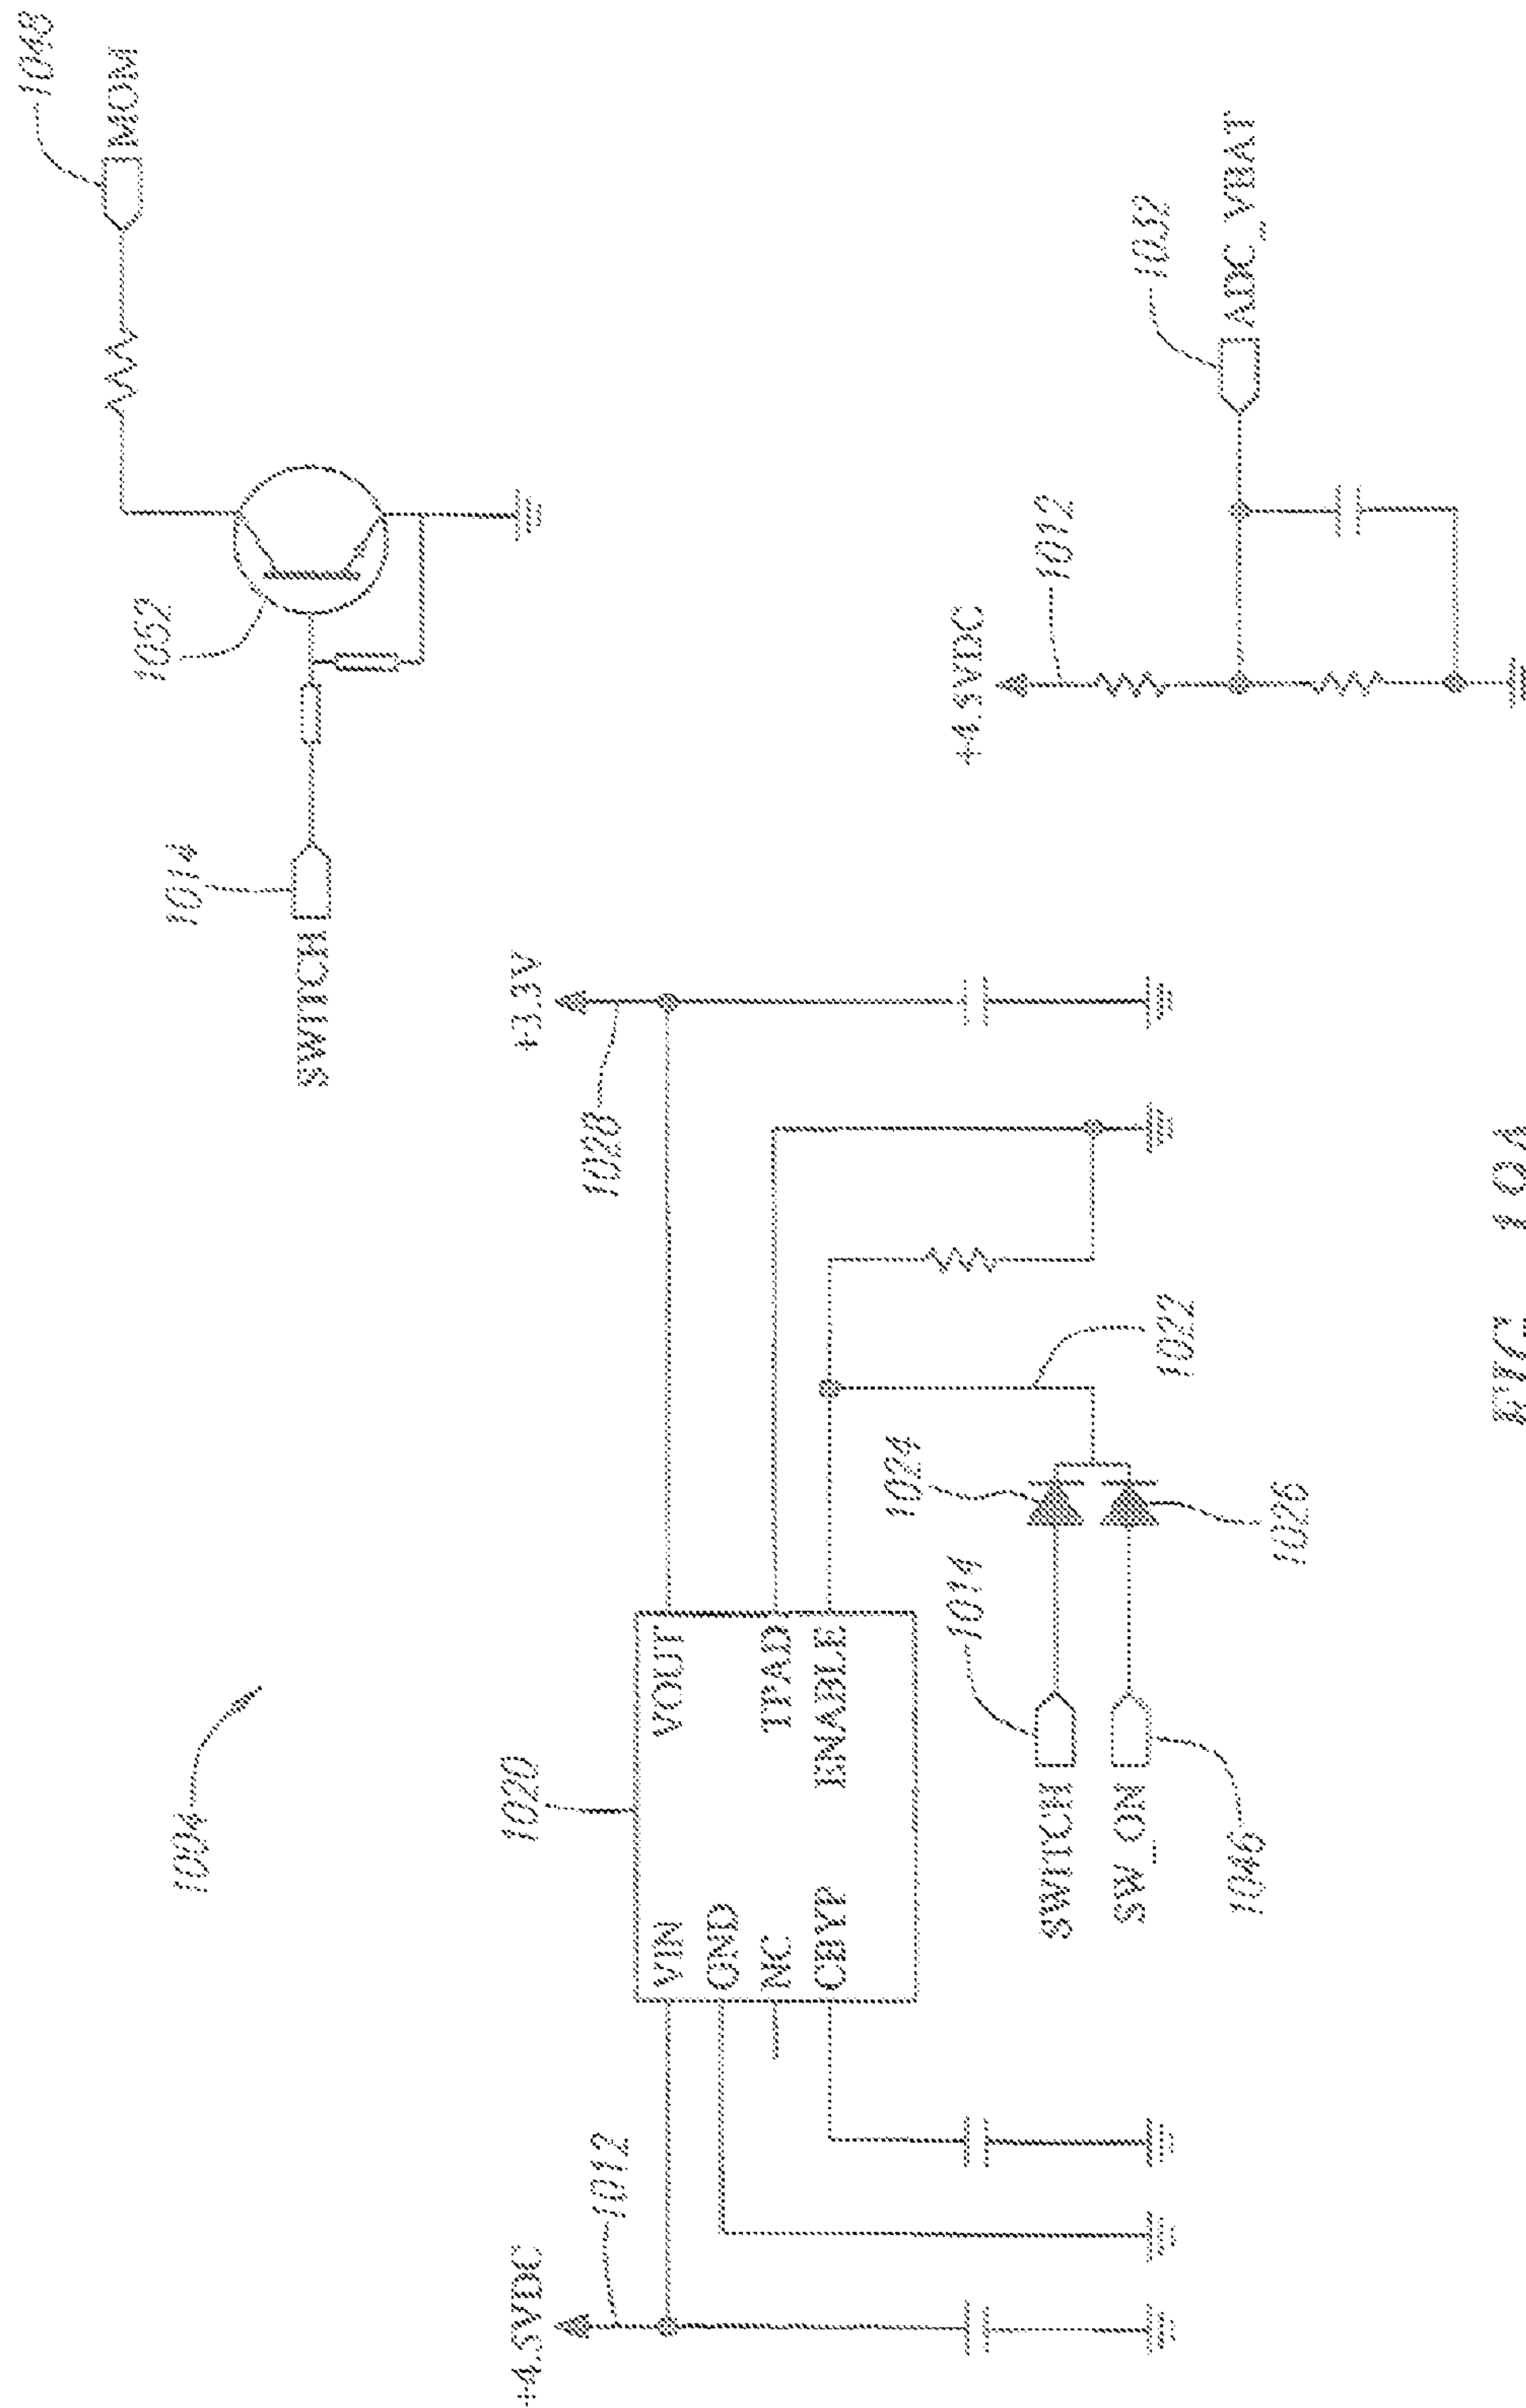 1004
1048
MOM
1052
1014
SWITCH
+4.5VDC
1012
1020
VIN
GND
NC
CBYP
VOUT
TPAD
ENABLE
+3.3V
1028
1024
1022
1014
SWITCH
SW_ON
1046
1026
+4.5VDC
1012
1032
ADC_VBAT
FIG. 10A